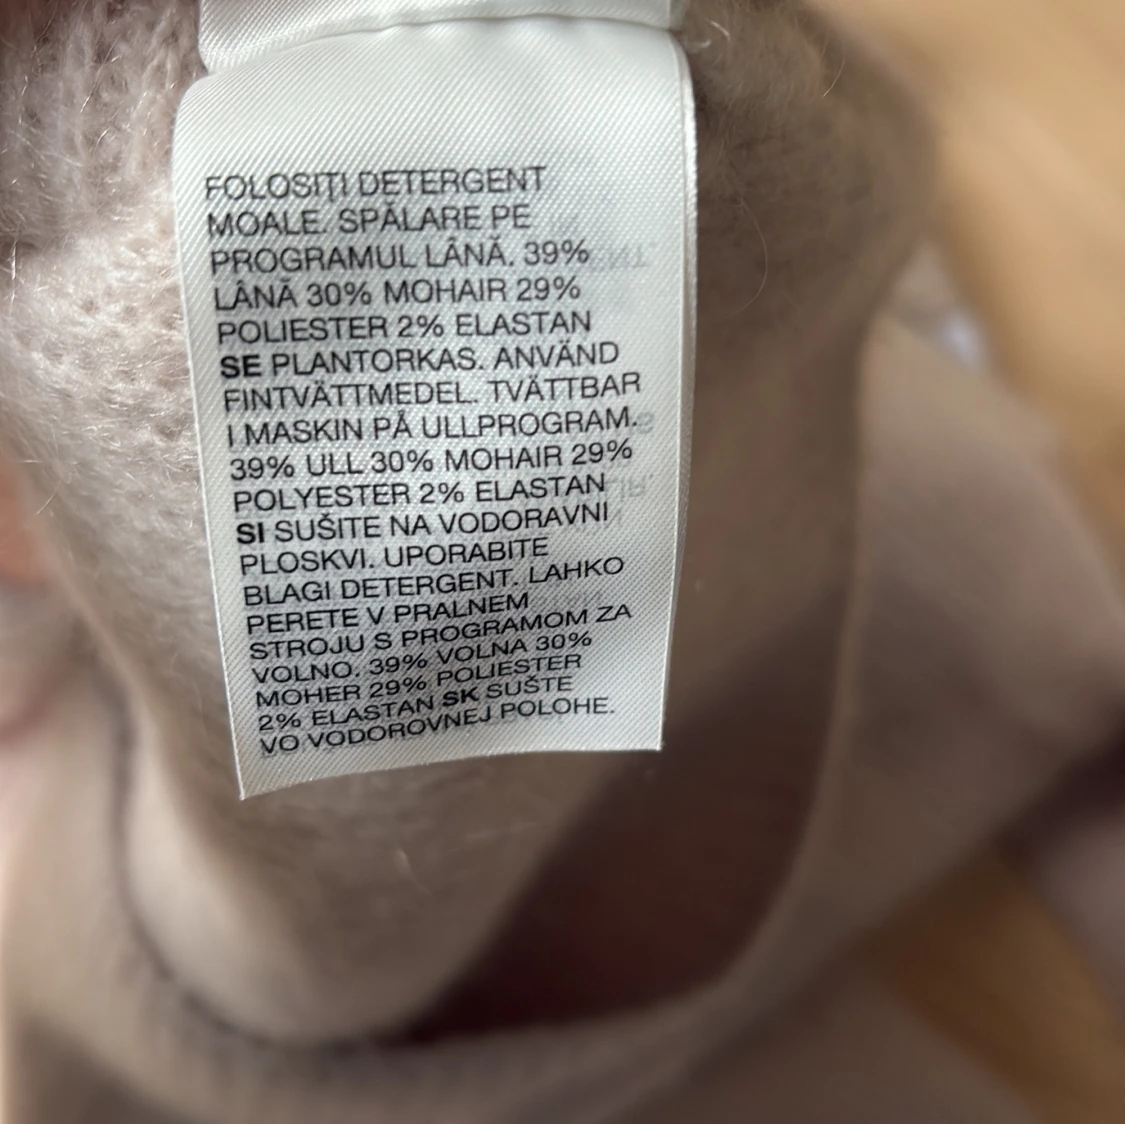 FOLOSIȚI DETERGENT
MOALE. SPĂLARE PE
PROGRAMUL LÂNĂ. 39%
LÂNĂ 30% MOHAIR 29%
POLIESTER 2% ELASTAN
SE PLANTORKAS. ANVÄND
FINTVÄTTMEDEL. TVÄTTBAR
I MASKIN PÅ ULLPROGRAM.
39% ULL 30% MOHAIR 29%
POLYESTER 2% ELASTAN
SI SUŠITE NA VODORAVNI
PLOSKVI. UPORABITE
BLAGI DETERGENT. LAHKO
PERETE V PRALNEM
STROJU S PROGRAMOM ZA
VOLNO. 39% VOLNA 30%
MOHER 29% POLIESTER
2% ELASTAN SK SUŠTE
VO VODOROVNEJ POLOHE.